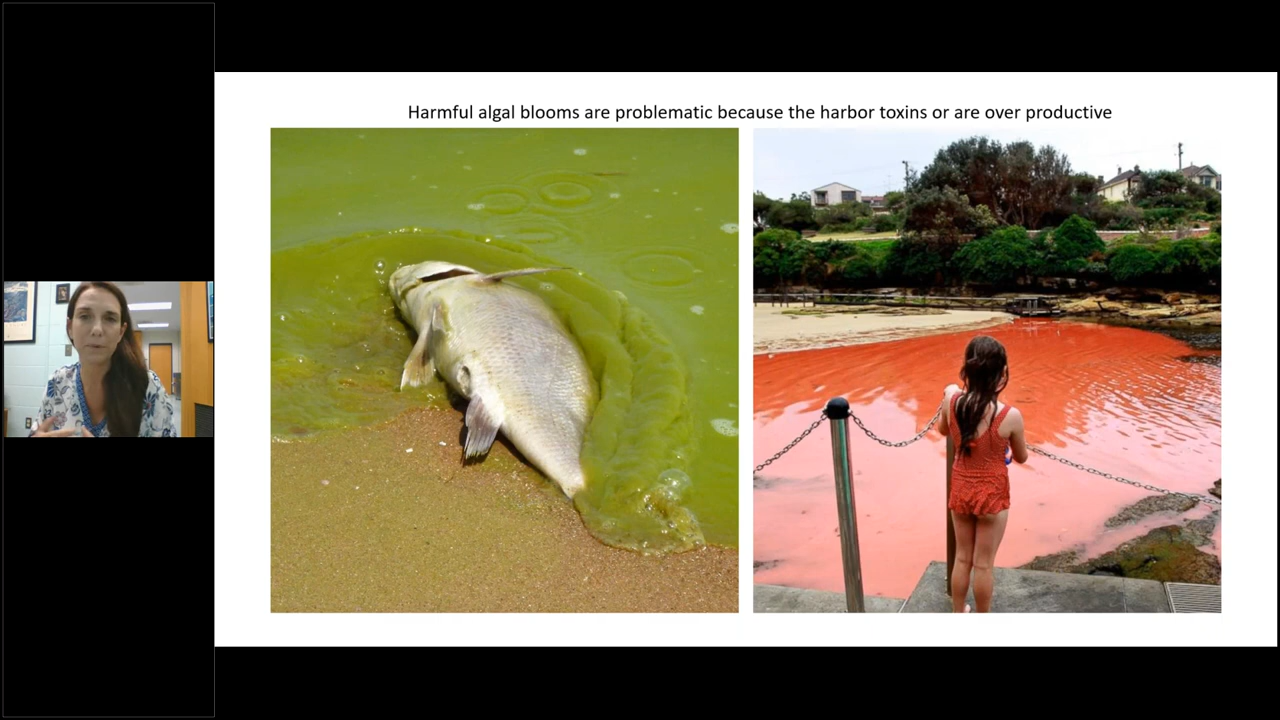 Harmful algal blooms are problematic because the harbor toxins or are over productive